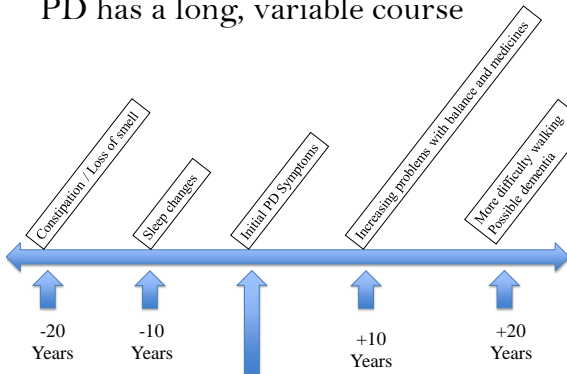 PD has a long, variable course
Constipation / Loss of smell
Sleep changes
Initial PD Symptoms
Increasing problems with balance and medicines
More difficulty walking
Possible dementia
-20
Years
-10
Years
+10
Years
+20
Years